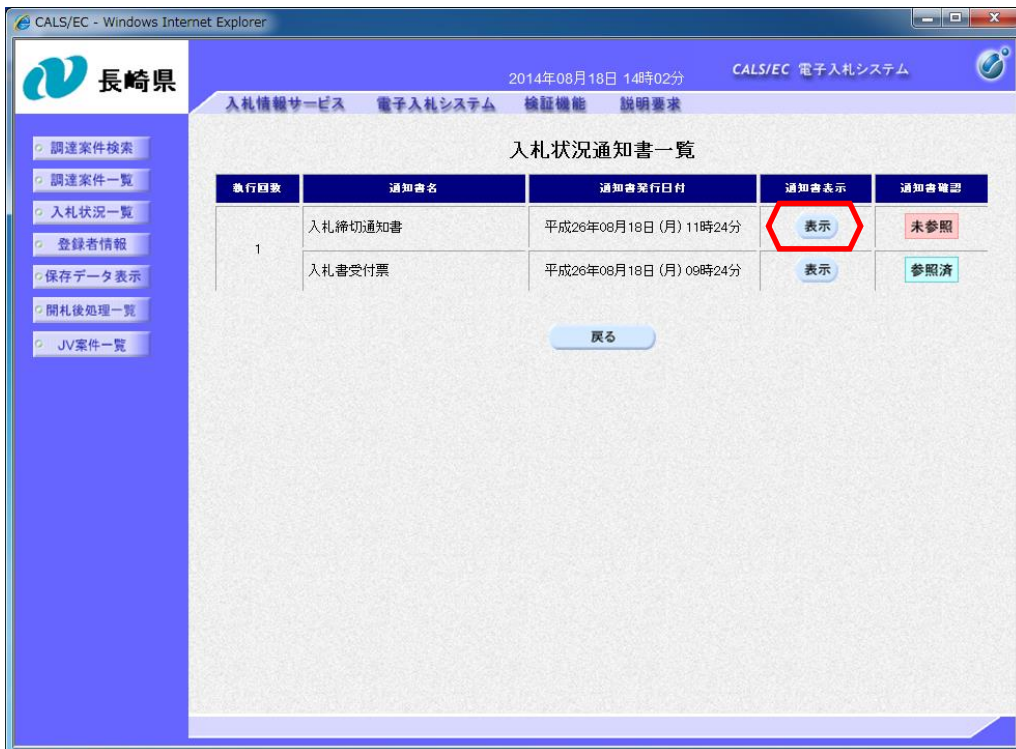 CALS/EC - Windows Internet Explorer
長崎県
2014年08月18日 14時02分
CALS/EC 電子入札システム
入札情報サービス 電子入札システム 検証機能 説明要求
調達案件検索
調達案件一覧
入札状況一覧
登録者情報
保存データ表示
開札後処理一覧
JV案件一覧
入札状況通知書一覧
執行回数 通知書名 通知書発行日付 通知書表示 通知書確認
1
入札締切通知書 平成26年08月18日(月)11時24分 表示 未参照
入札書受付票 平成26年08月18日(月)09時24分 表示 参照済
戻る